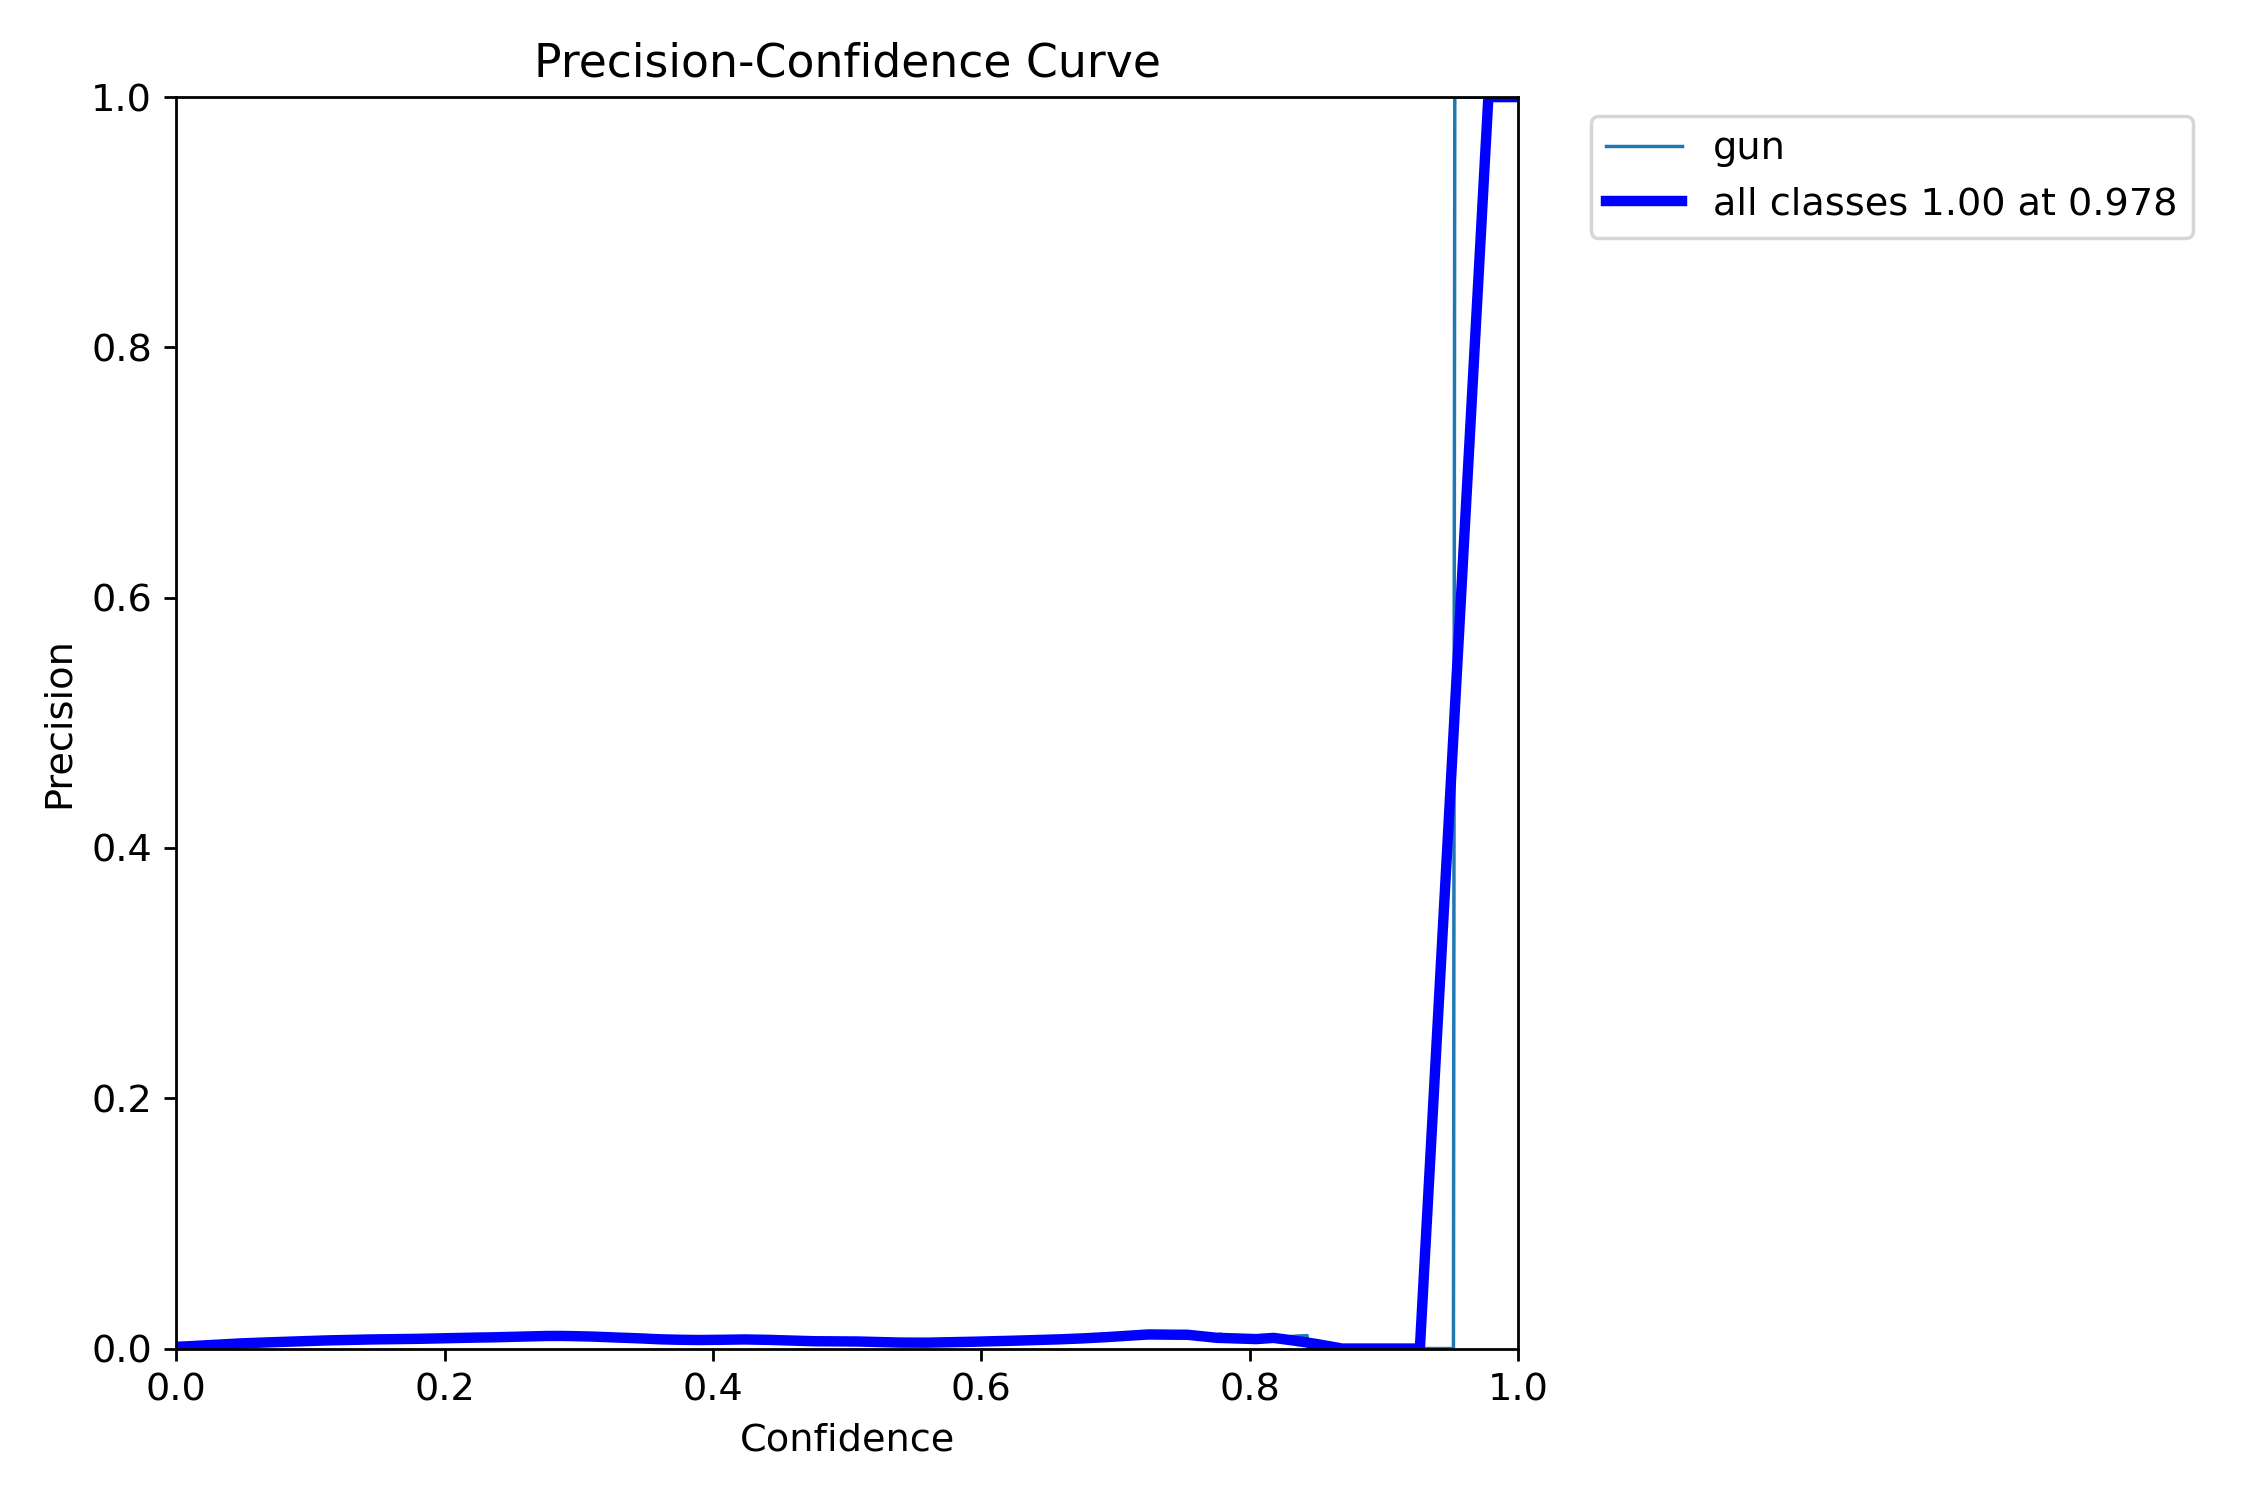 Precision-Confidence Curve
gun
all classes 1.00 at 0.978
1.0
0.8
0.6
0.4
0.2
0.0
Precision
0.0 0.2 0.4 0.6 0.8 1.0
Confidence